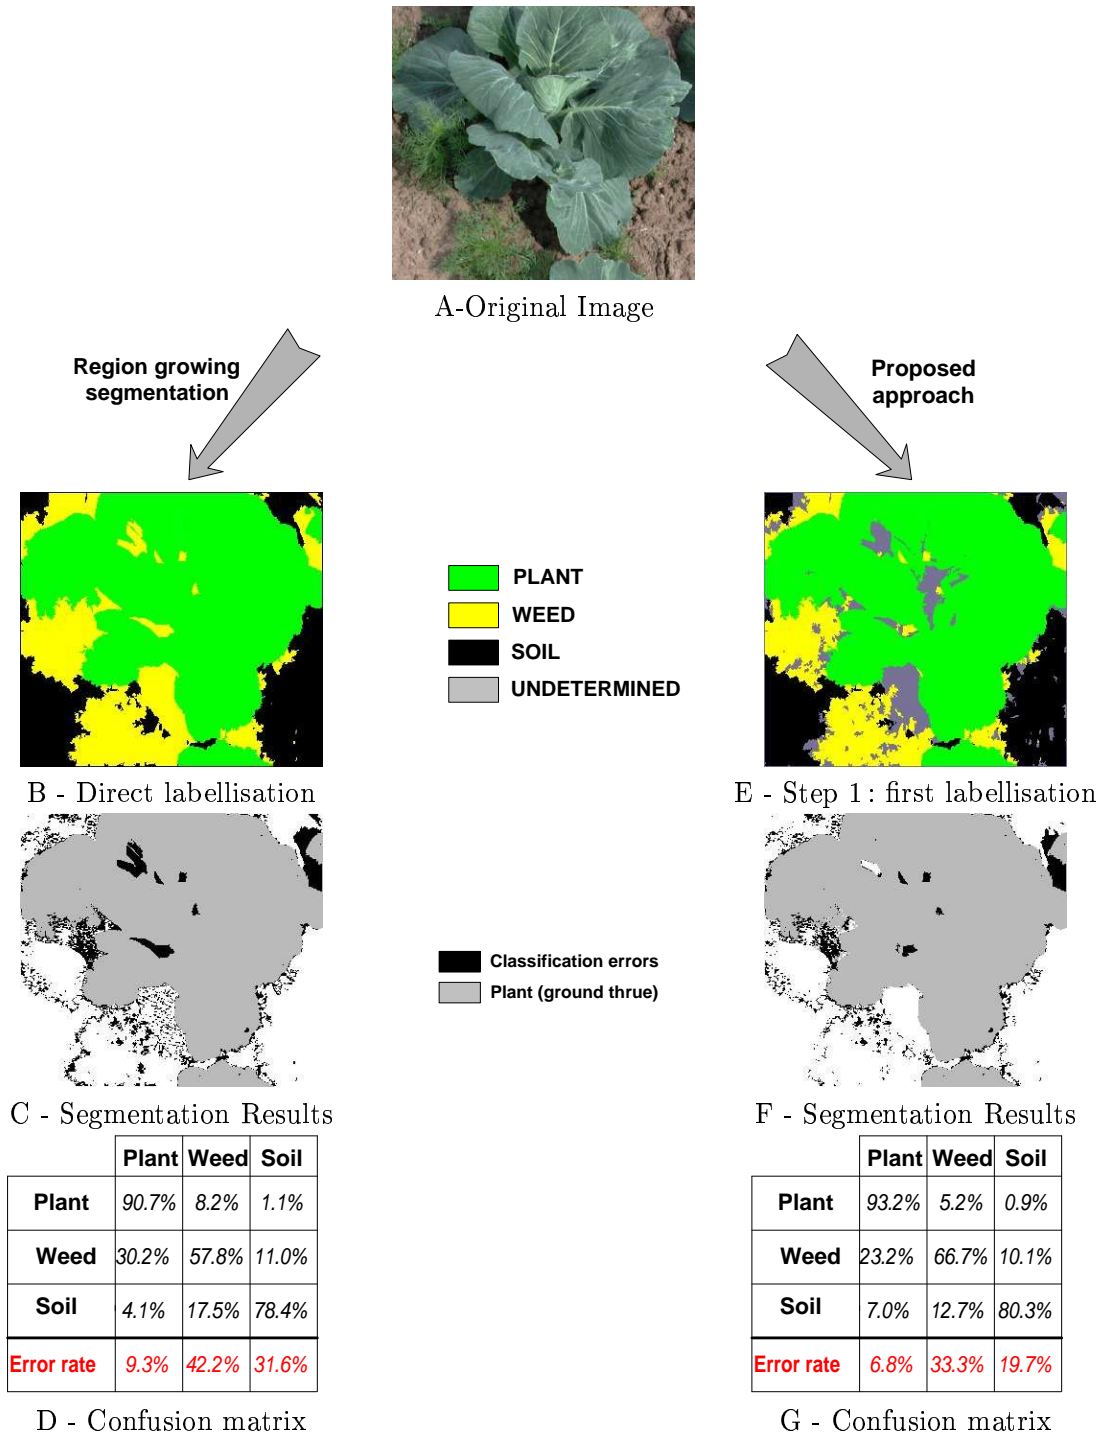 A-Original Image
Region growing
segmentation
Proposed
approach
PLANT
WEED
SOIL
UNDETERMINED
B - Direct labellisation
E - Step 1: first labellisation
Classification errors
Plant (ground thrue)
C - Segmentation Results
F - Segmentation Results
Plant Weed Soil
Plant 90.7% 8.2% 1.1%
Weed 30.2% 57.8% 11.0%
Soil 4.1% 17.5% 78.4%
Error rate 9.3% 42.2% 31.6%
Plant Weed Soil
Plant 93.2% 5.2% 0.9%
Weed 23.2% 66.7% 10.1%
Soil 7.0% 12.7% 80.3%
Error rate 6.8% 33.3% 19.7%
D - Confusion matrix
G - Confusion matrix